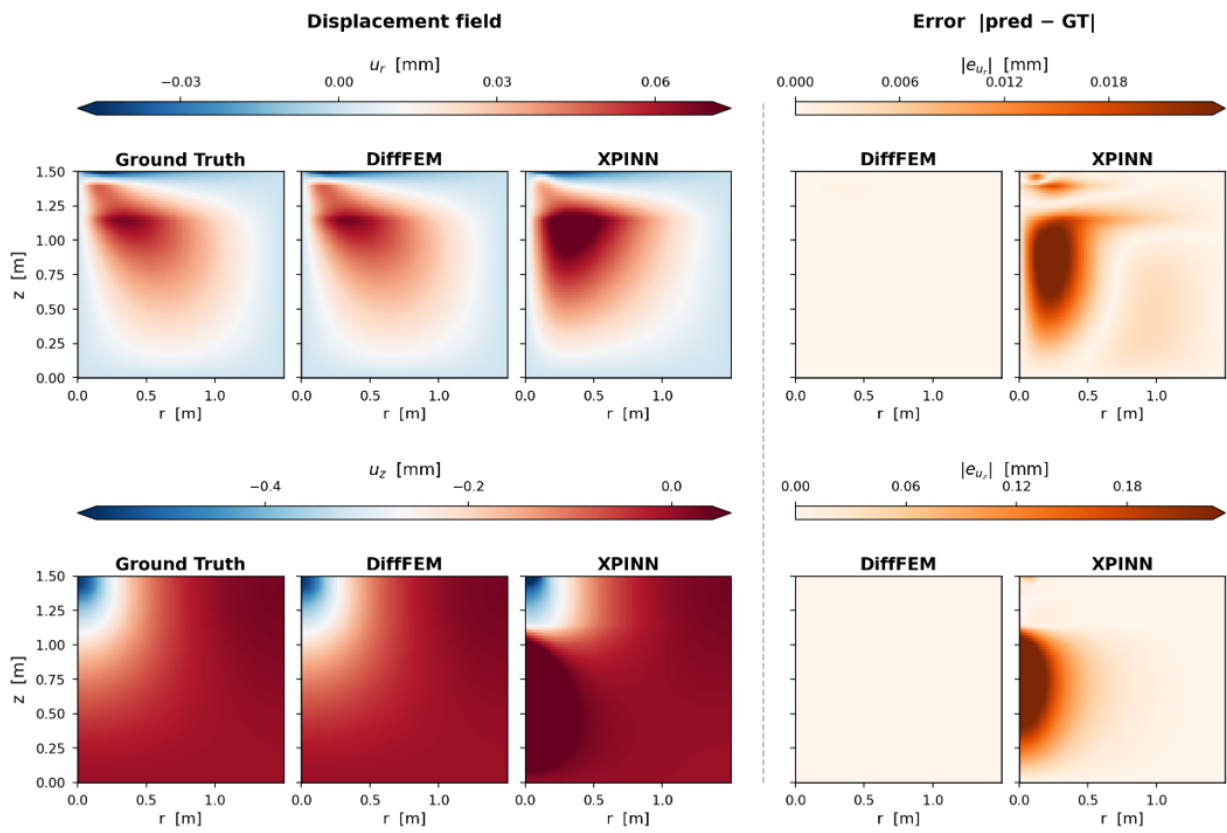 Displacement field Error |pred − GT|
u_r [mm] |e_{u_r}| [mm]
−0.03 0.00 0.03 0.06 0.000 0.006 0.012 0.018
Ground Truth DiffFEM XPINN DiffFEM XPINN
1.50
1.25
1.00
0.75
0.50
0.25
0.00
z [m]
0.0 0.5 1.0 0.0 0.5 1.0 0.0 0.5 1.0 0.0 0.5 1.0 0.0 0.5 1.0
r [m] r [m] r [m] r [m] r [m]
u_z [mm] |e_{u_r}| [mm]
−0.4 −0.2 0.0 0.00 0.06 0.12 0.18
Ground Truth DiffFEM XPINN DiffFEM XPINN
1.50
1.25
1.00
0.75
0.50
0.25
0.00
z [m]
0.0 0.5 1.0 0.0 0.5 1.0 0.0 0.5 1.0 0.0 0.5 1.0 0.0 0.5 1.0
r [m] r [m] r [m] r [m] r [m]